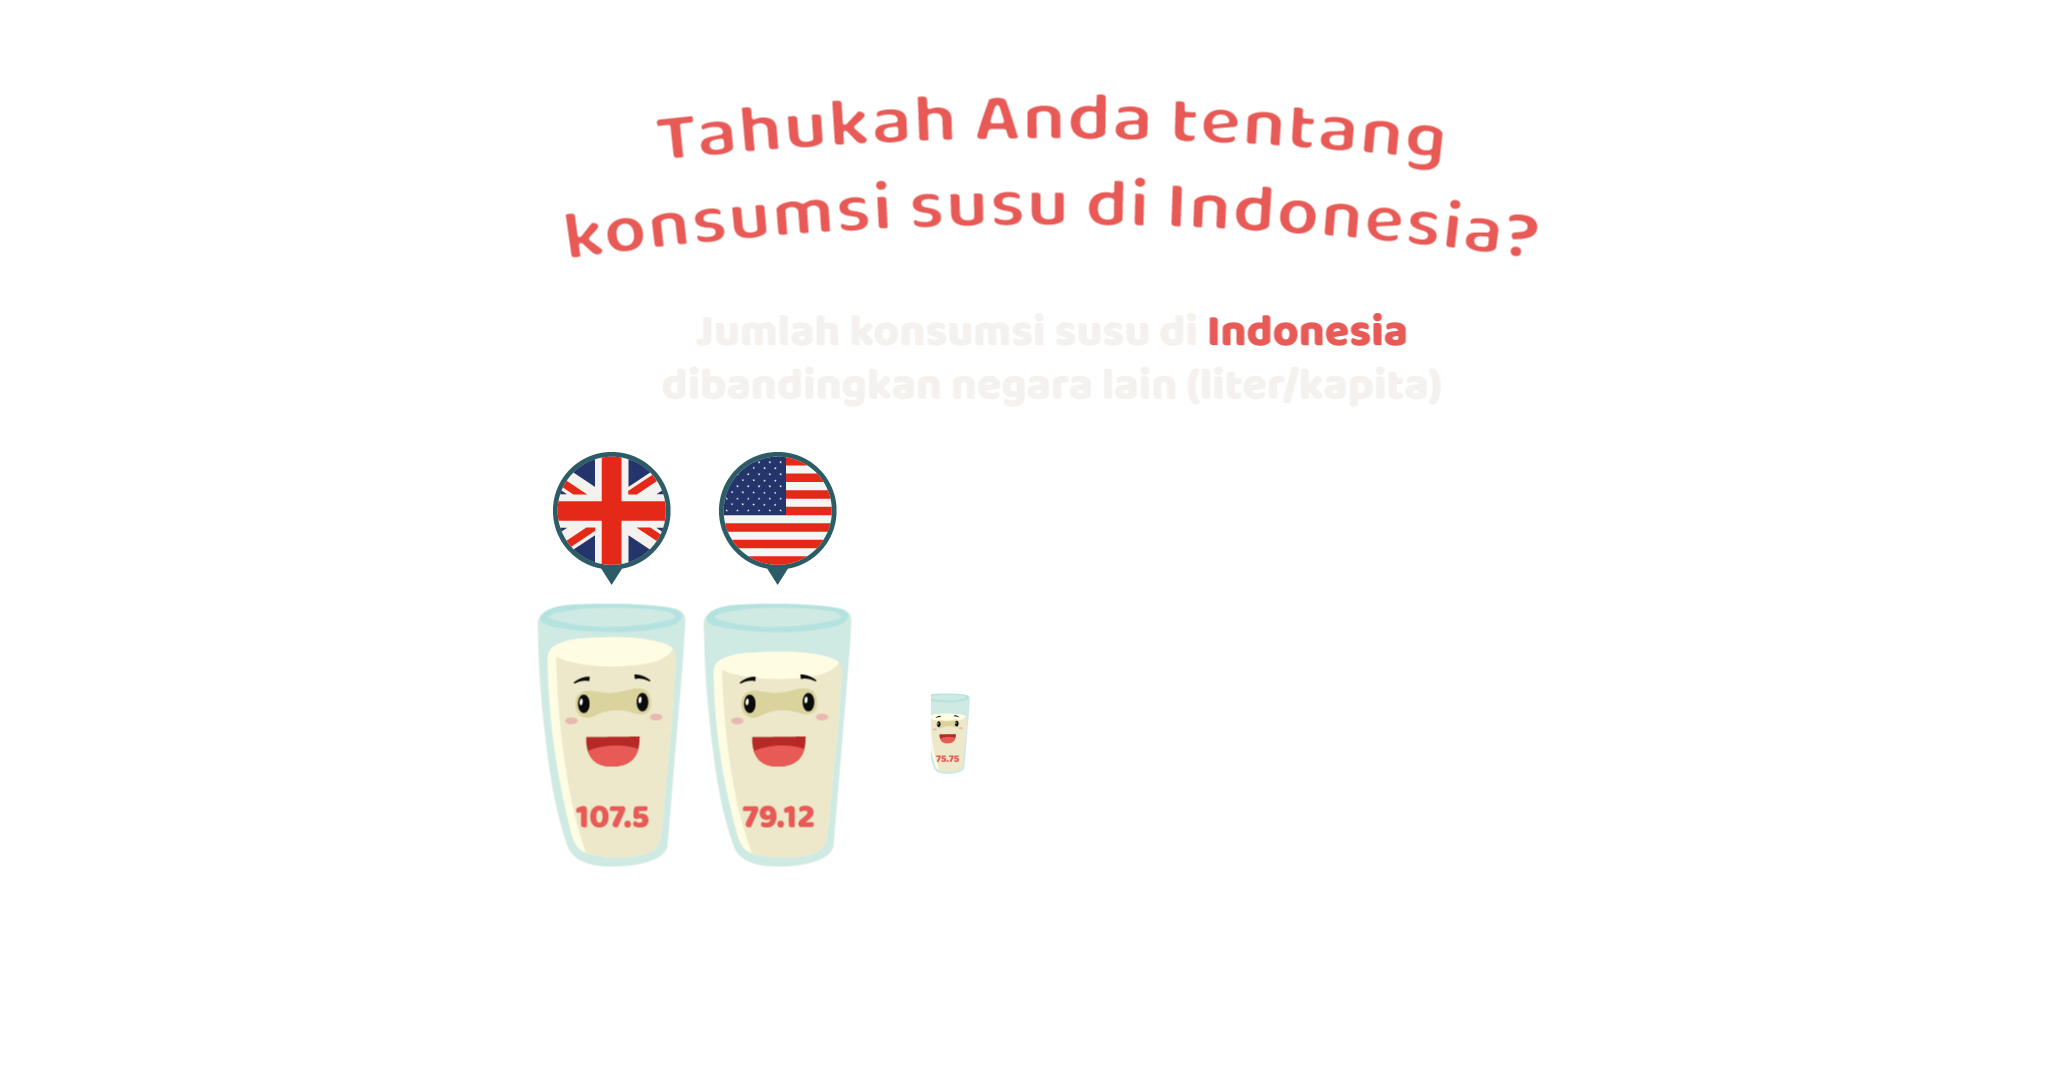 Tahukah Anda tentang
konsumsi susu di Indonesia?
Jumlah konsumsi susu di Indonesia
dibandingkan negara lain (liter/kapita)
107.5
79.12
75.75